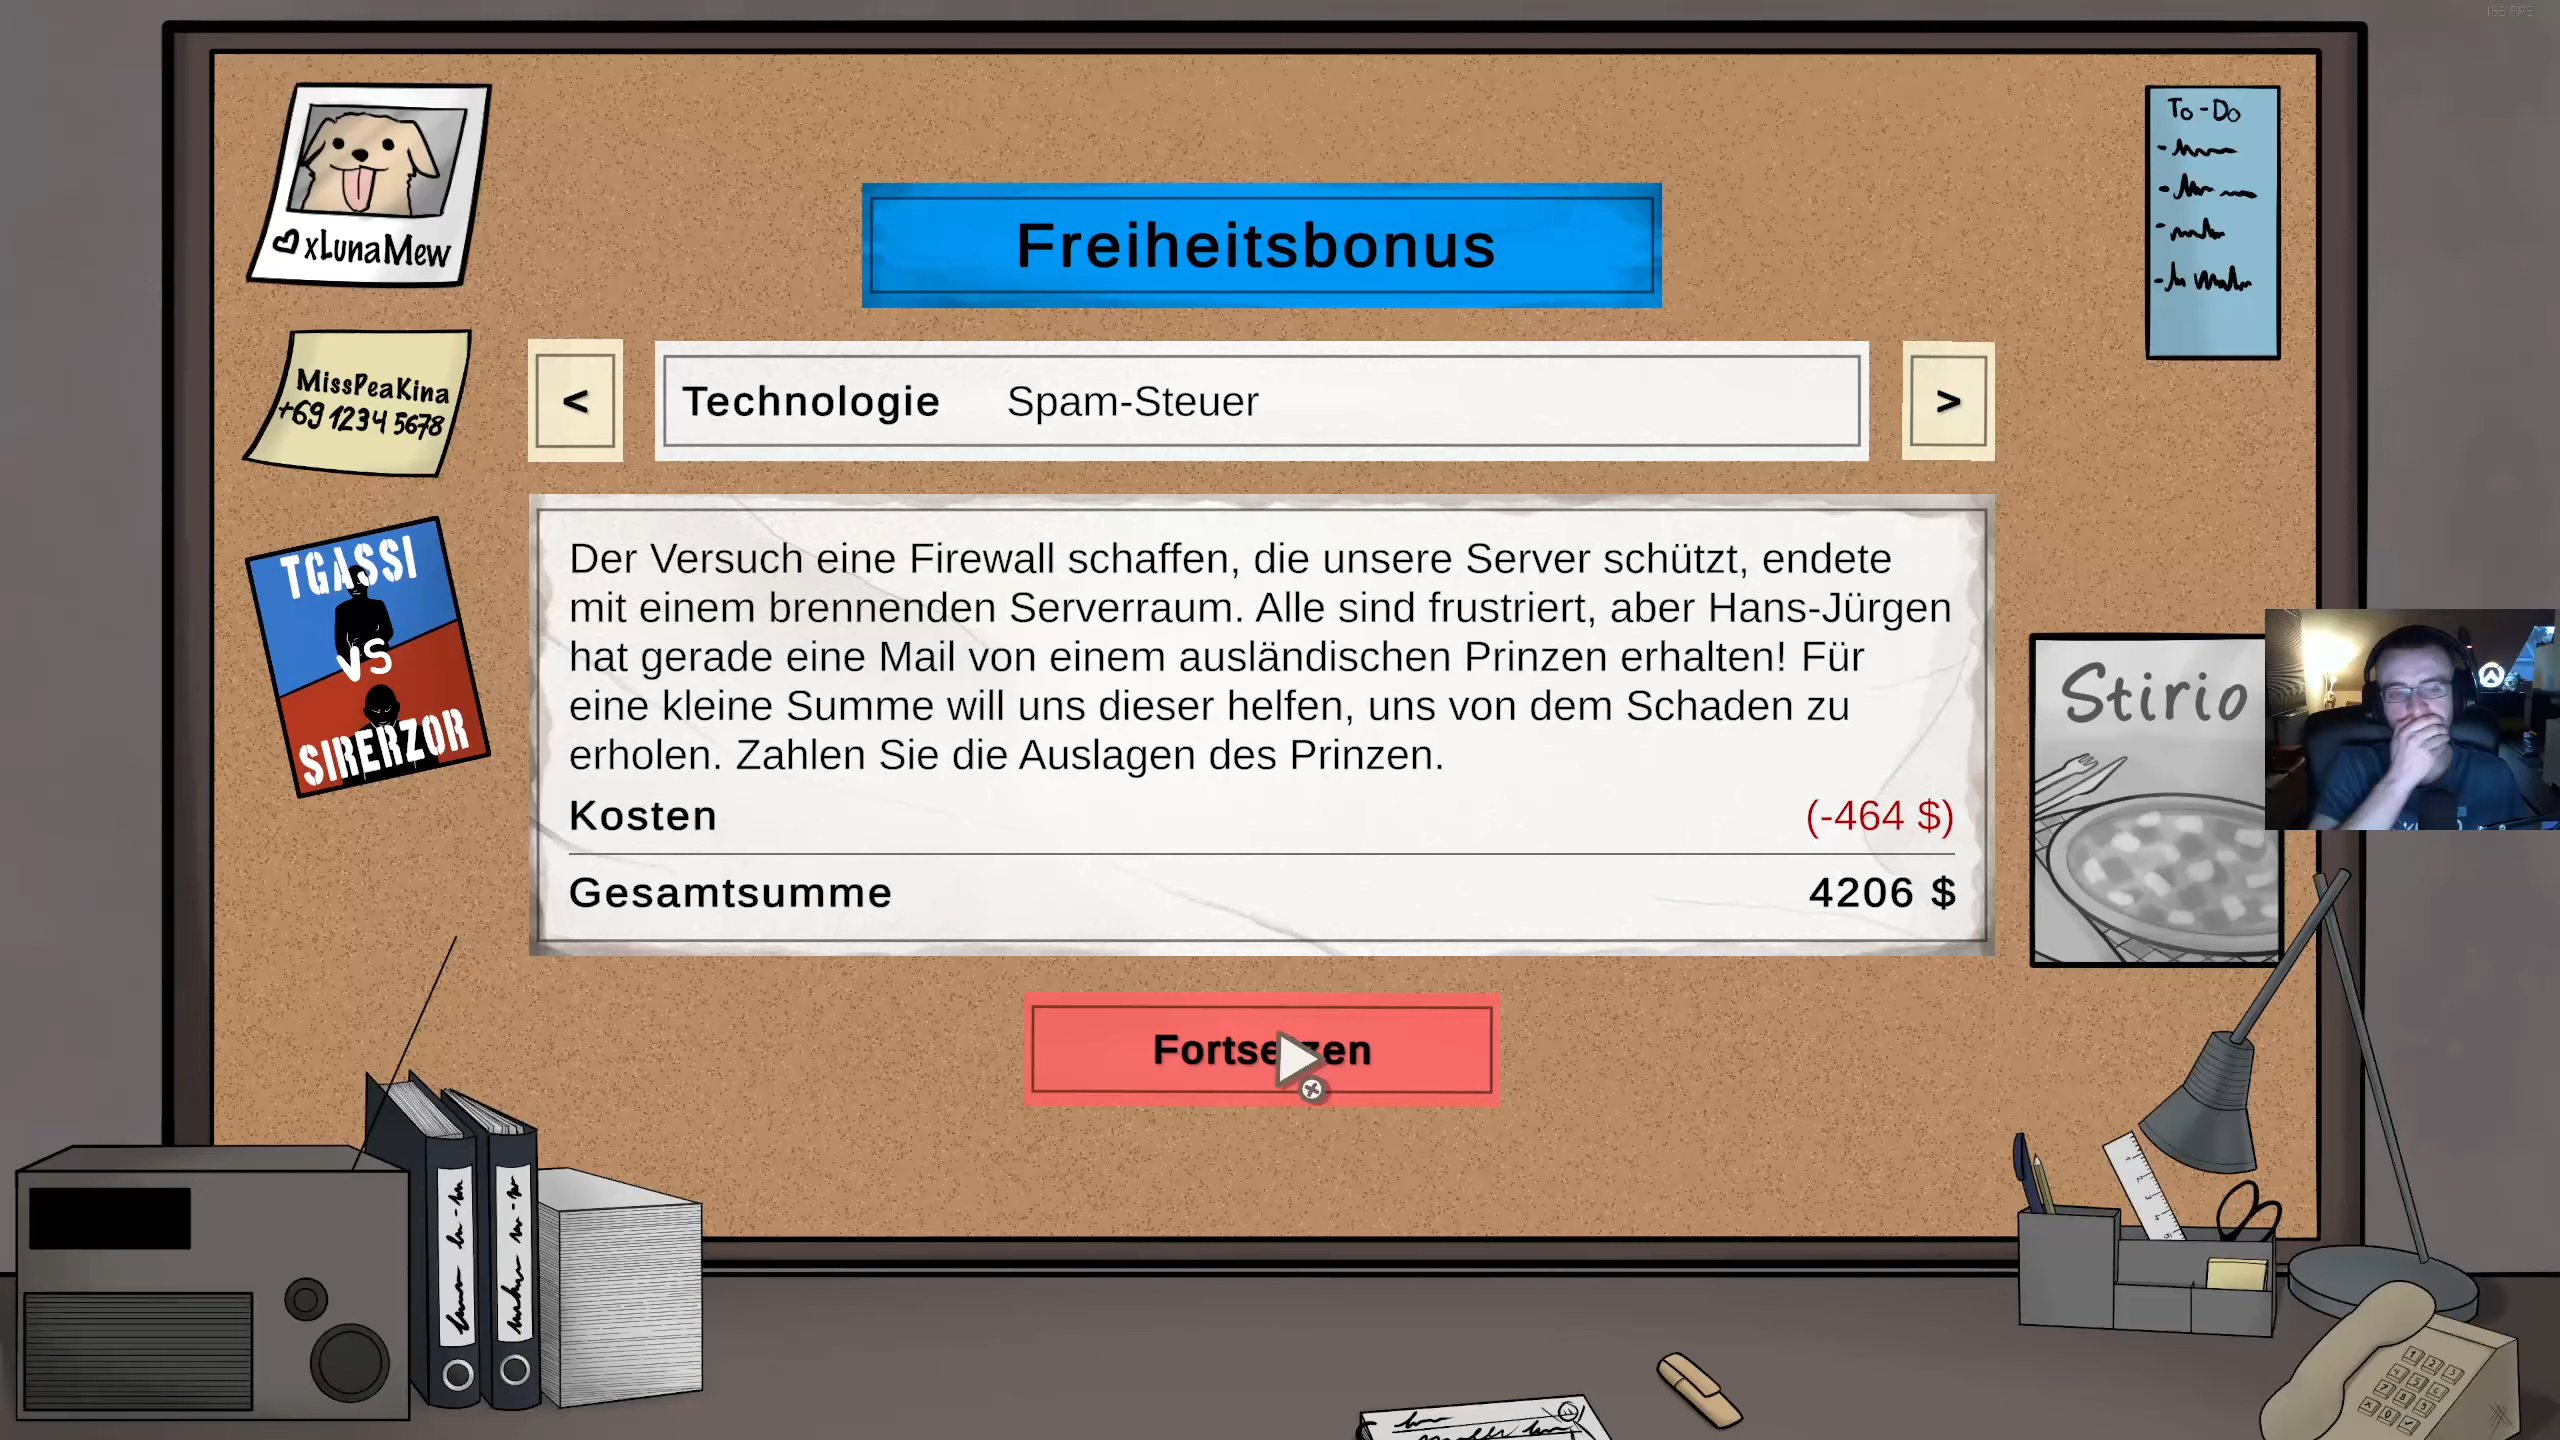 165 FPS
To-Do
xLunaMew
Freiheitsbonus
MissPeaKina
+69 1234 5678
<
Technologie Spam-Steuer
>
TGASSI
VS
SIRERZOR
Der Versuch eine Firewall schaffen, die unsere Server schützt, endete
mit einem brennenden Serverraum. Alle sind frustriert, aber Hans-Jürgen
hat gerade eine Mail von einem ausländischen Prinzen erhalten! Für
eine kleine Summe will uns dieser helfen, uns von dem Schaden zu
erholen. Zahlen Sie die Auslagen des Prinzen.
Kosten (-464 $)
Gesamtsumme 4206 $
Stirio
Fortsetzen